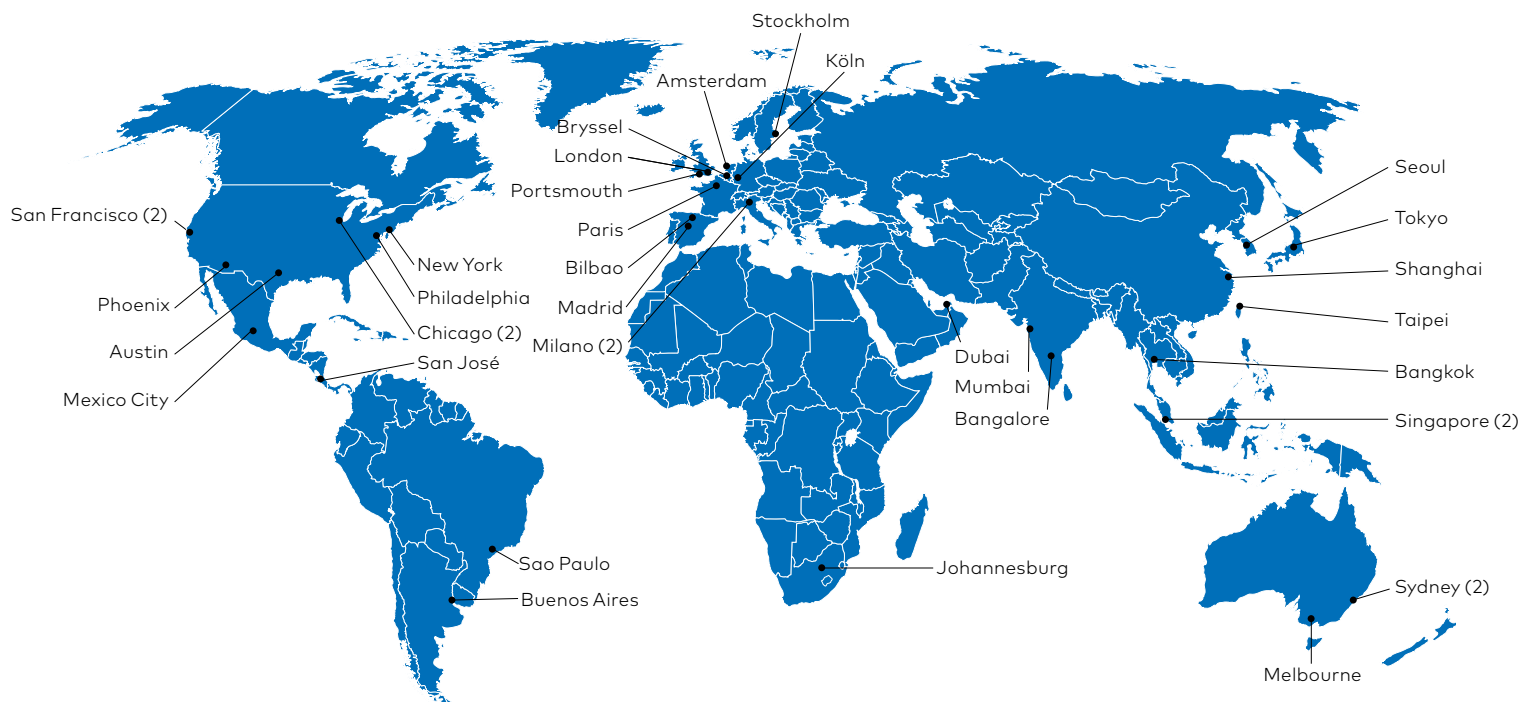 Stockholm
Köln
Amsterdam
Bryssel
London
Portsmouth
Paris
Bilbao
Madrid
Milano (2)
San Francisco (2)
Phoenix
Austin
Mexico City
New York
Philadelphia
Chicago (2)
San José
Sao Paulo
Buenos Aires
Dubai
Mumbai
Bangalore
Johannesburg
Seoul
Tokyo
Shanghai
Taipei
Bangkok
Singapore (2)
Sydney (2)
Melbourne